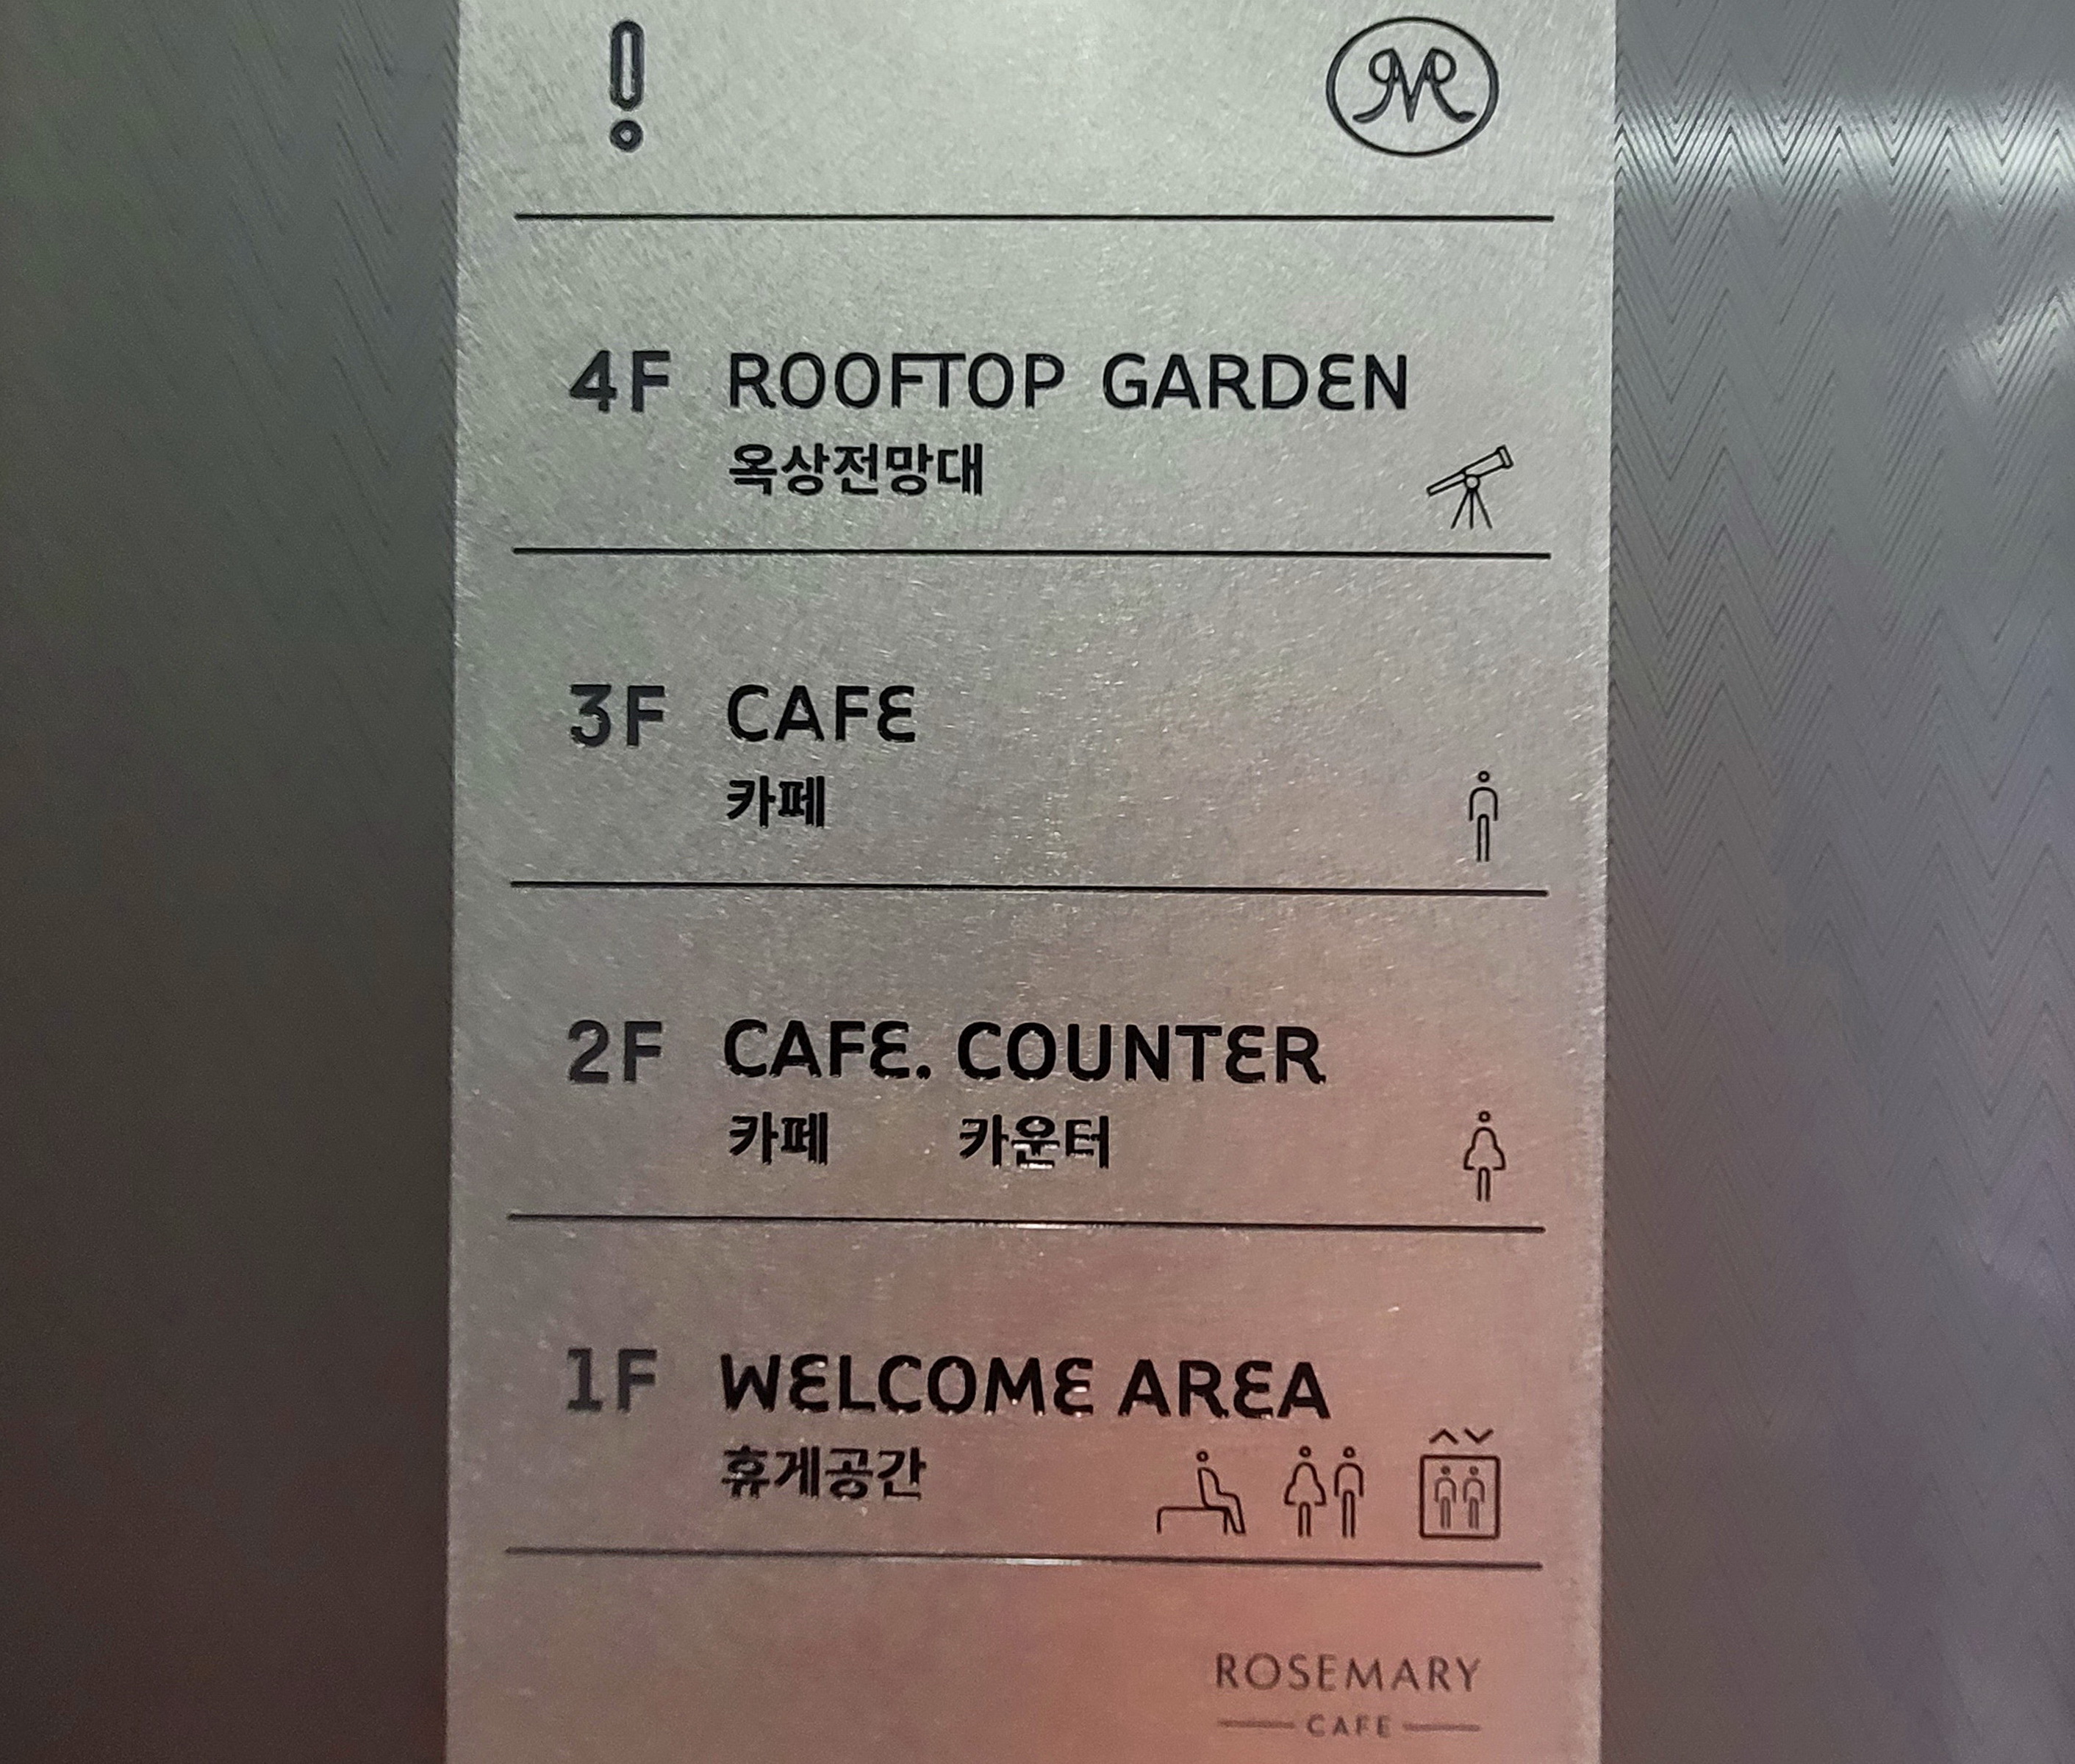 4F ROOFTOP GARDEN
옥상전망대
3F CAFE
카페
2F CAFE. COUNTER
카페 카운터
1F WELCOME AREA
휴게공간
ROSEMARY
CAFE